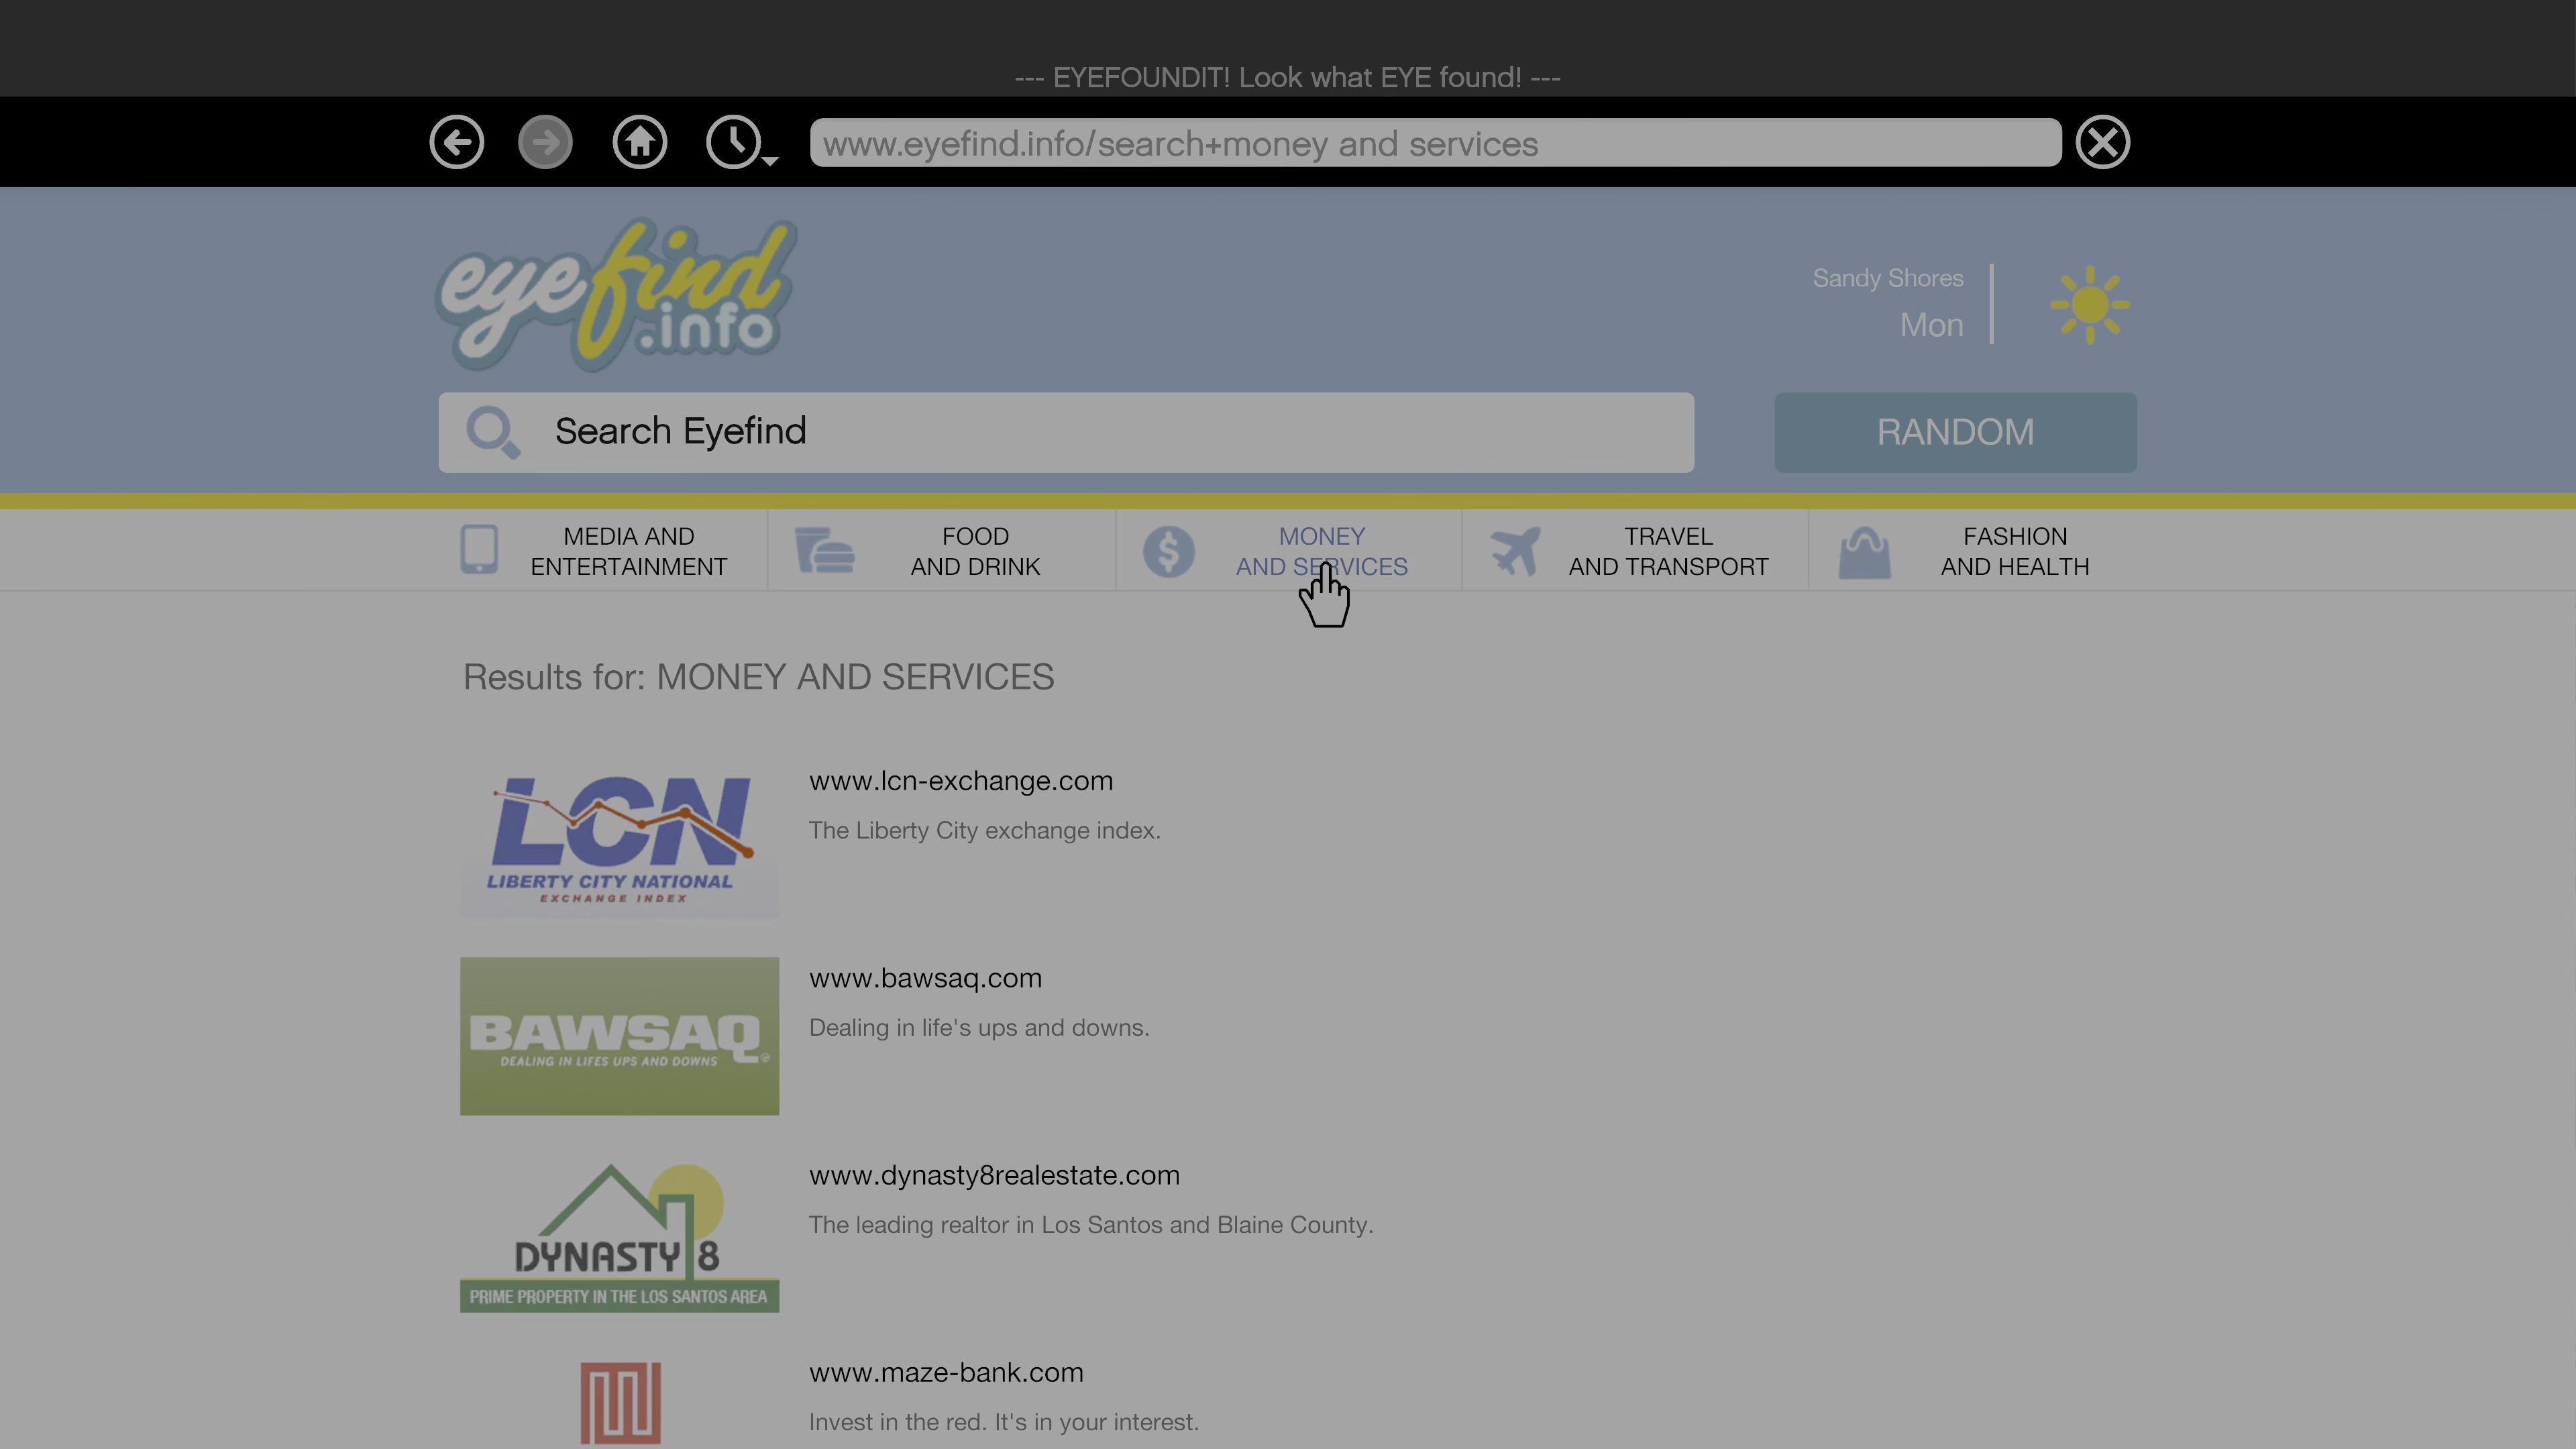 --- EYEFOUNDIT! Look what EYE found! ---
www.eyefind.info/search+money and services
eyefind
.info
Sandy Shores
Mon
Search Eyefind
RANDOM
MEDIA AND
ENTERTAINMENT
FOOD
AND DRINK
MONEY
AND SERVICES
TRAVEL
AND TRANSPORT
FASHION
AND HEALTH
Results for: MONEY AND SERVICES
LCN
LIBERTY CITY NATIONAL
EXCHANGE INDEX
www.lcn-exchange.com
The Liberty City exchange index.
BAWSAQ
DEALING IN LIFES UPS AND DOWNS
www.bawsaq.com
Dealing in life's ups and downs.
DYNASTY 8
PRIME PROPERTY IN THE LOS SANTOS AREA
www.dynasty8realestate.com
The leading realtor in Los Santos and Blaine County.
www.maze-bank.com
Invest in the red. It's in your interest.